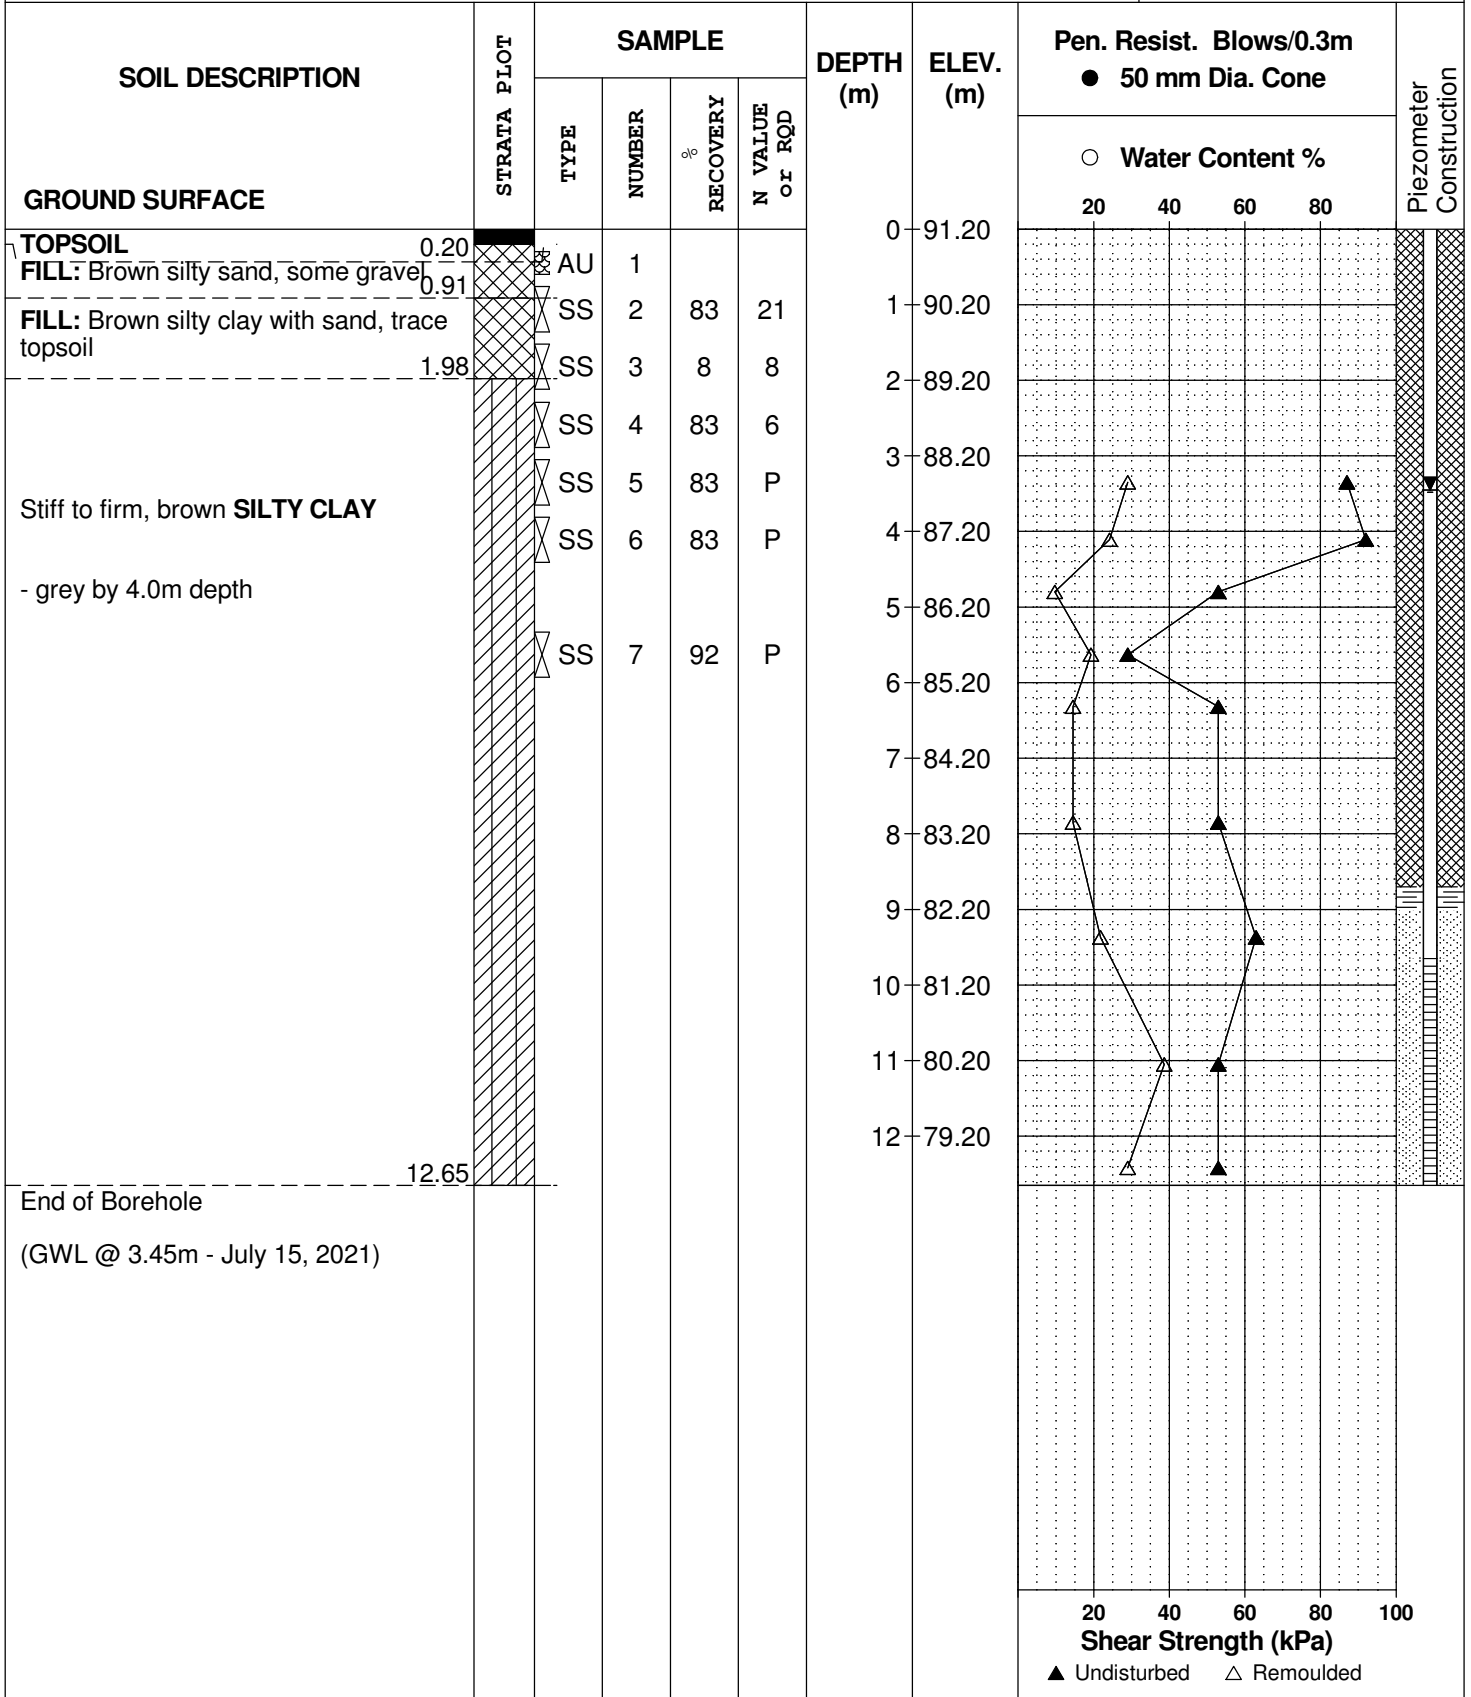 SOIL DESCRIPTION
GROUND SURFACE
STRATA PLOT
SAMPLE
TYPE
NUMBER
% RECOVERY
N VALUE or RQD
DEPTH (m)
ELEV. (m)
Pen. Resist. Blows/0.3m
● 50 mm Dia. Cone
○ Water Content %
20 40 60 80
Piezometer Construction
0 91.20
TOPSOIL 0.20
FILL: Brown silty sand, some gravel
0.91
AU 1
SS 2 83 21
1 90.20
FILL: Brown silty clay with sand, trace
topsoil
1.98
SS 3 8 8
2 89.20
SS 4 83 6
3 88.20
SS 5 83 P
Stiff to firm, brown SILTY CLAY
4 87.20
SS 6 83 P
- grey by 4.0m depth
5 86.20
SS 7 92 P
6 85.20
7 84.20
8 83.20
9 82.20
10 81.20
11 80.20
12 79.20
12.65
End of Borehole
(GWL @ 3.45m - July 15, 2021)
20 40 60 80 100
Shear Strength (kPa)
▲ Undisturbed △ Remoulded